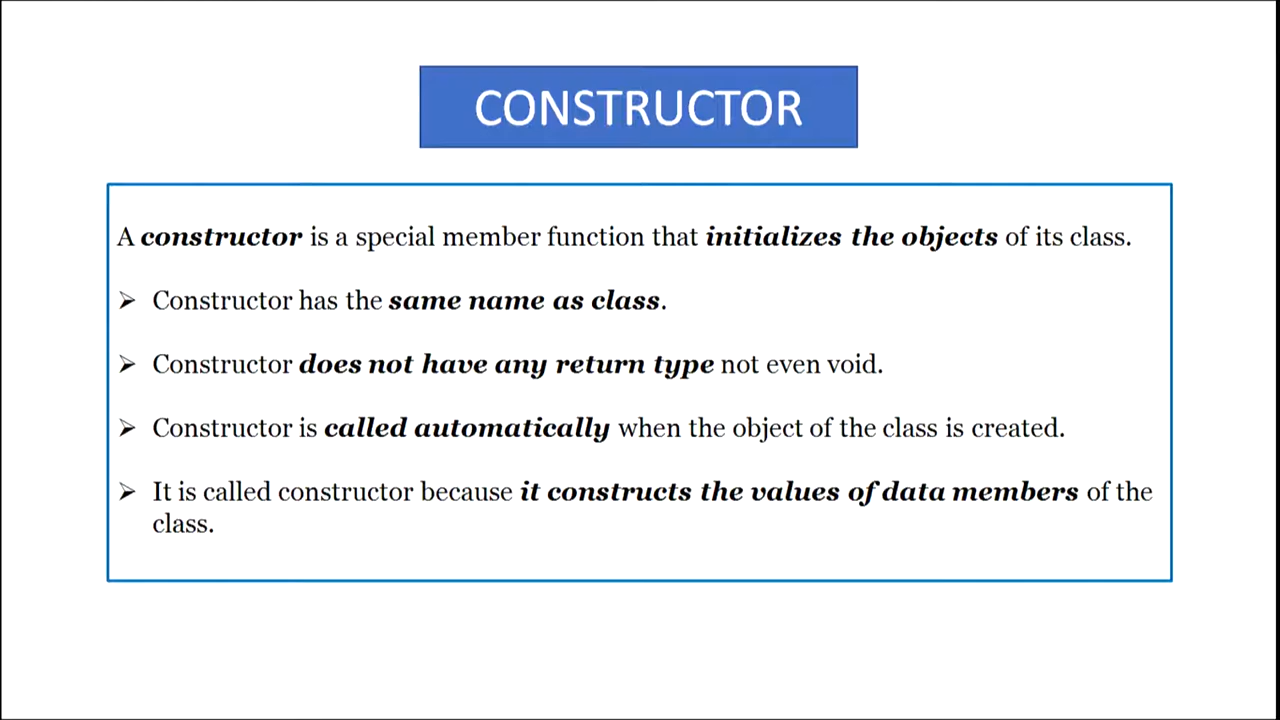 CONSTRUCTOR
A constructor is a special member function that initializes the objects of its class.
➢ Constructor has the same name as class.
➢ Constructor does not have any return type not even void.
➢ Constructor is called automatically when the object of the class is created.
➢ It is called constructor because it constructs the values of data members of the
class.